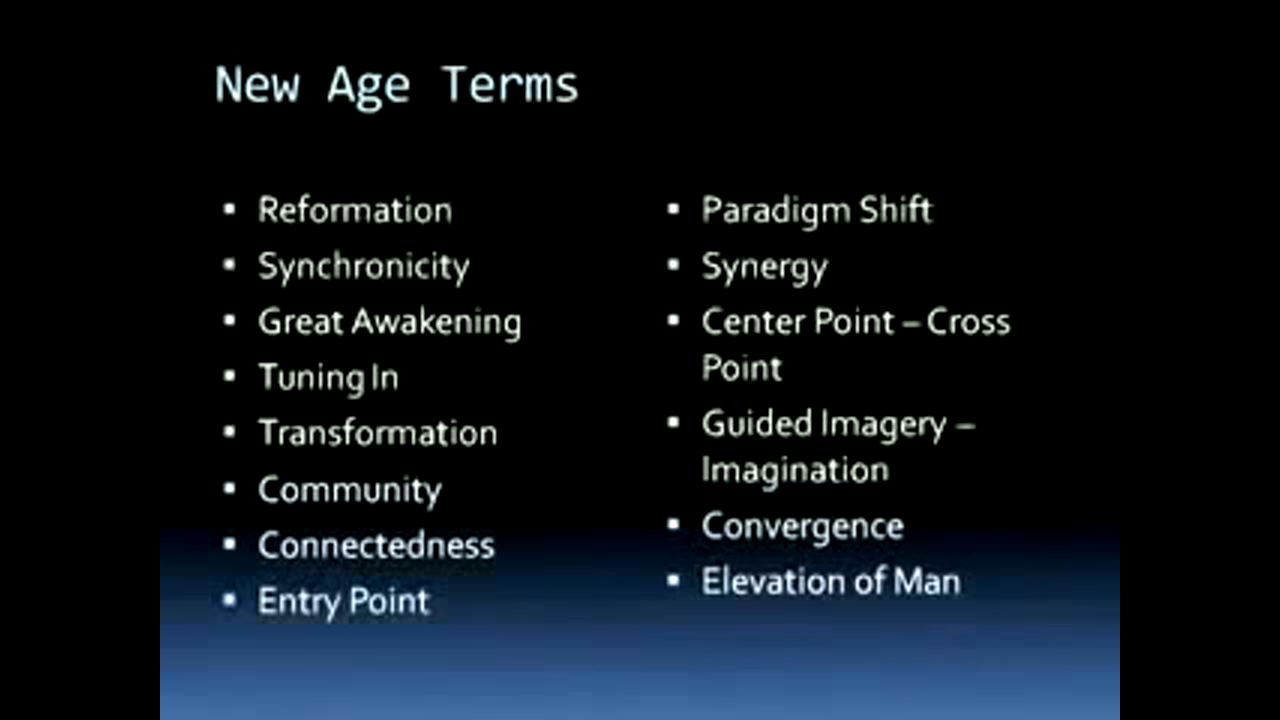 New Age Terms
▪ Reformation
▪ Synchronicity
▪ Great Awakening
▪ Tuning In
▪ Transformation
▪ Community
▪ Connectedness
▪ Entry Point
▪ Paradigm Shift
▪ Synergy
▪ Center Point – Cross
Point
▪ Guided Imagery –
Imagination
▪ Convergence
▪ Elevation of Man